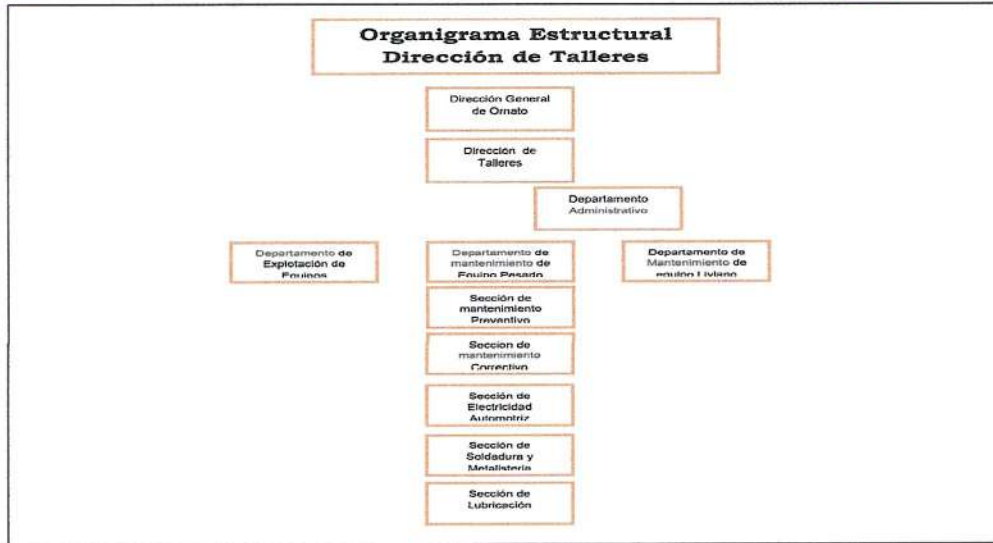 Organigrama Estructural
Dirección de Talleres
Dirección General
de Ornato
Dirección de
Talleres
Departamento
Administrativo
Departamento de
Explotación de
Equipos
Departamento de
mantenimiento de
Equipo Pesado
Departamento de
Mantenimiento de
equipo Liviano
Sección de
mantenimiento
Preventivo
Seccion de
mantenimiento
Correctivo
Sección de
Electricidad
Automotriz
Sección de
Soldadura y
Metalistería
Sección de
Lubricación